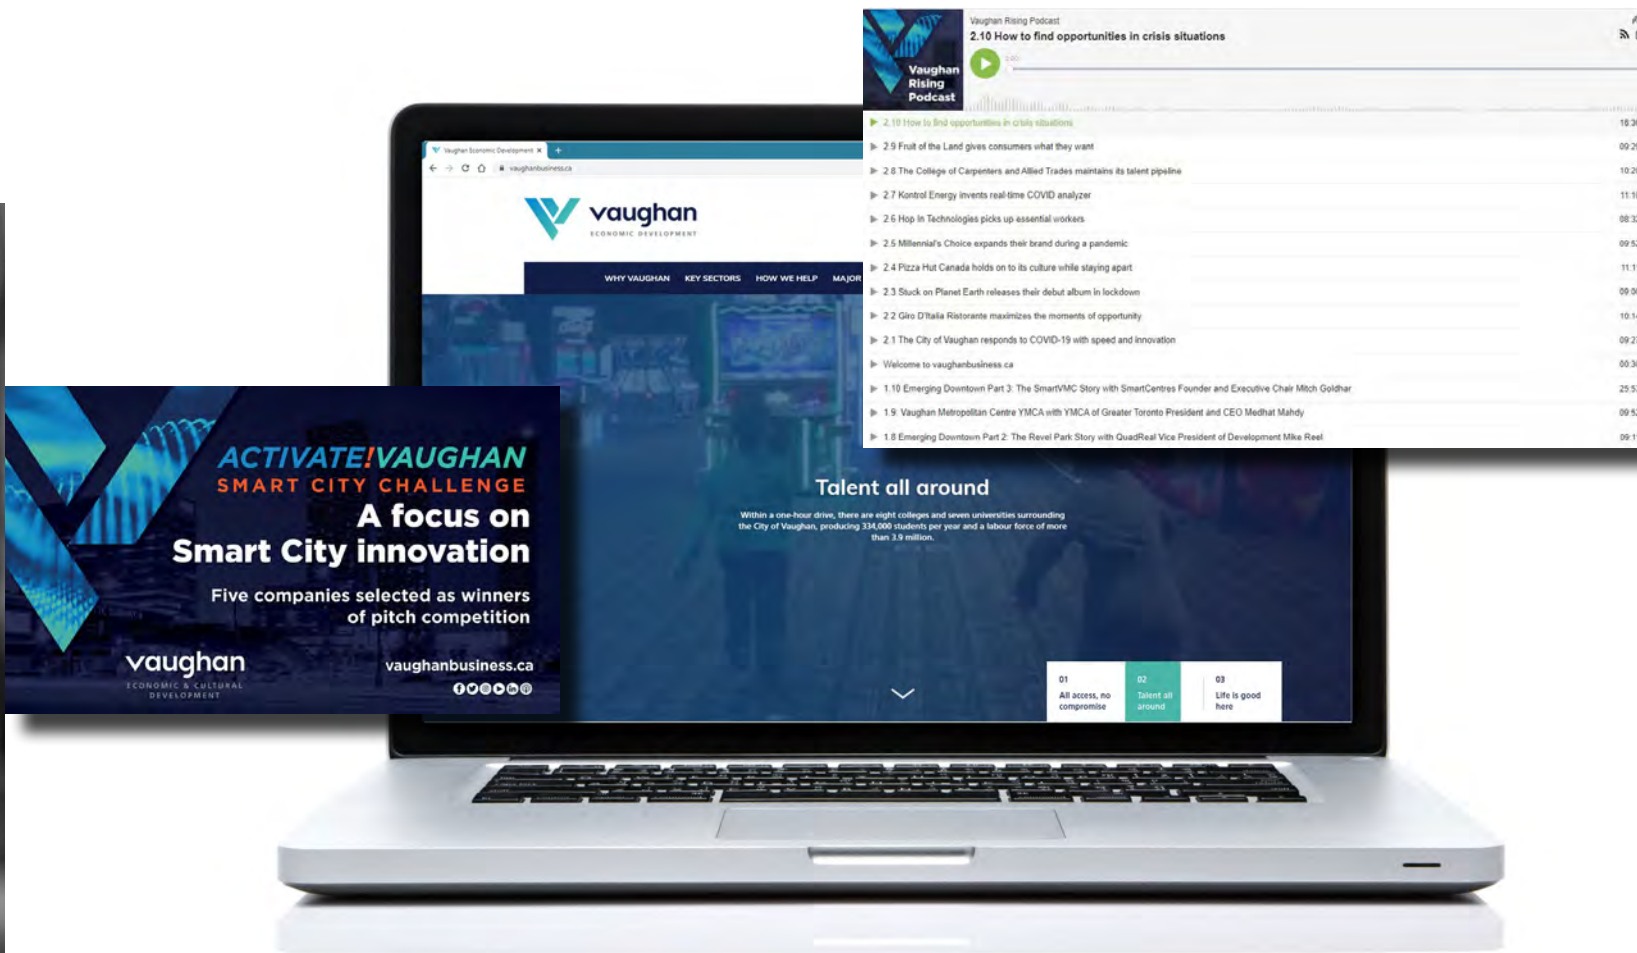 Vaughan Rising Podcast
2.10 How to find opportunities in crisis situations
Vaughan
Rising
Podcast
2.10 How to find opportunities in crisis situations
2.9 Fruit of the Land gives consumers what they want
2.8 The College of Carpenters and Allied Trades maintains its talent pipeline
2.7 Kontrol Energy invents real-time COVID analyzer
2.6 Hop In Technologies picks up essential workers
2.5 Millennial's Choice expands their brand during a pandemic
2.4 Pizza Hut Canada holds on to its culture while staying apart
2.3 Stuck on Planet Earth releases their debut album in lockdown
2.2 Giro D'Italia Ristorante maximizes the moments of opportunity
2.1 The City of Vaughan responds to COVID-19 with speed and innovation
Welcome to vaughanbusiness.ca
1.10 Emerging Downtown Part 3: The SmartVMC Story with SmartCentres Founder and Executive Chair Mitch Goldhar
1.9: Vaughan Metropolitan Centre YMCA with YMCA of Greater Toronto President and CEO Medhat Mahdy
1.8 Emerging Downtown Part 2: The Revel Park Story with QuadReal Vice President of Development Mike Reel
Vaughan Economic Development
vaughanbusiness.ca
vaughan
ECONOMIC DEVELOPMENT
WHY VAUGHAN KEY SECTORS HOW WE HELP MAJOR
Talent all around
Within a one-hour drive, there are eight colleges and seven universities surrounding
the City of Vaughan, producing 334,000 students per year and a labour force of more
than 3.9 million.
01
All access, no
compromise
02
Talent all
around
03
Life is good
here
ACTIVATE!VAUGHAN
SMART CITY CHALLENGE
A focus on
Smart City innovation
Five companies selected as winners
of pitch competition
vaughan
ECONOMIC & CULTURAL
DEVELOPMENT
vaughanbusiness.ca